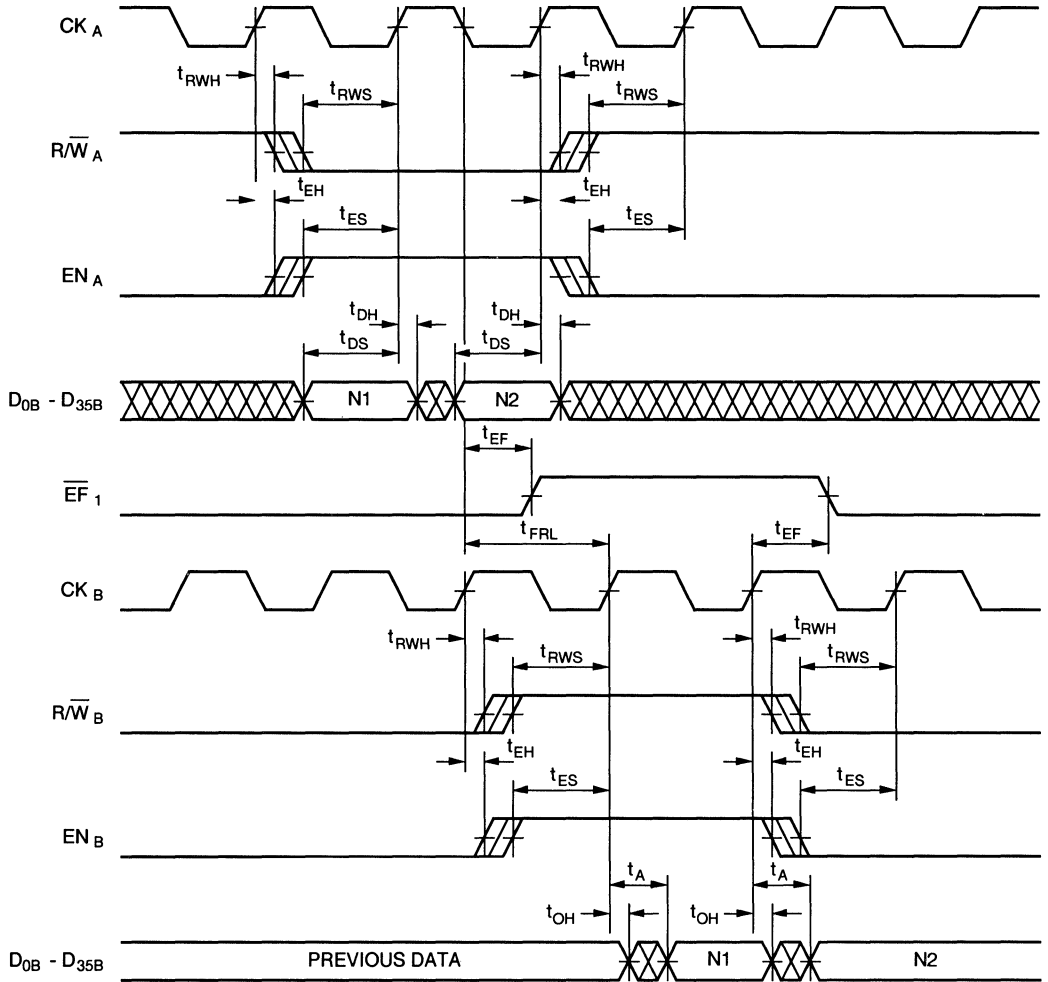 CK A
tRWH
tRWS
tRWH
tRWS
R/W̅ A
tEH
tES
tEH
tES
EN A
tDH
tDS
tDH
tDS
D0B - D35B
N1
N2
tEF
E̅F̅ 1
tFRL
tEF
CK B
tRWH
tRWS
tRWH
tRWS
R/W̅ B
tEH
tES
tEH
tES
EN B
tA
tOH
tA
tOH
D0B - D35B
PREVIOUS DATA
N1
N2